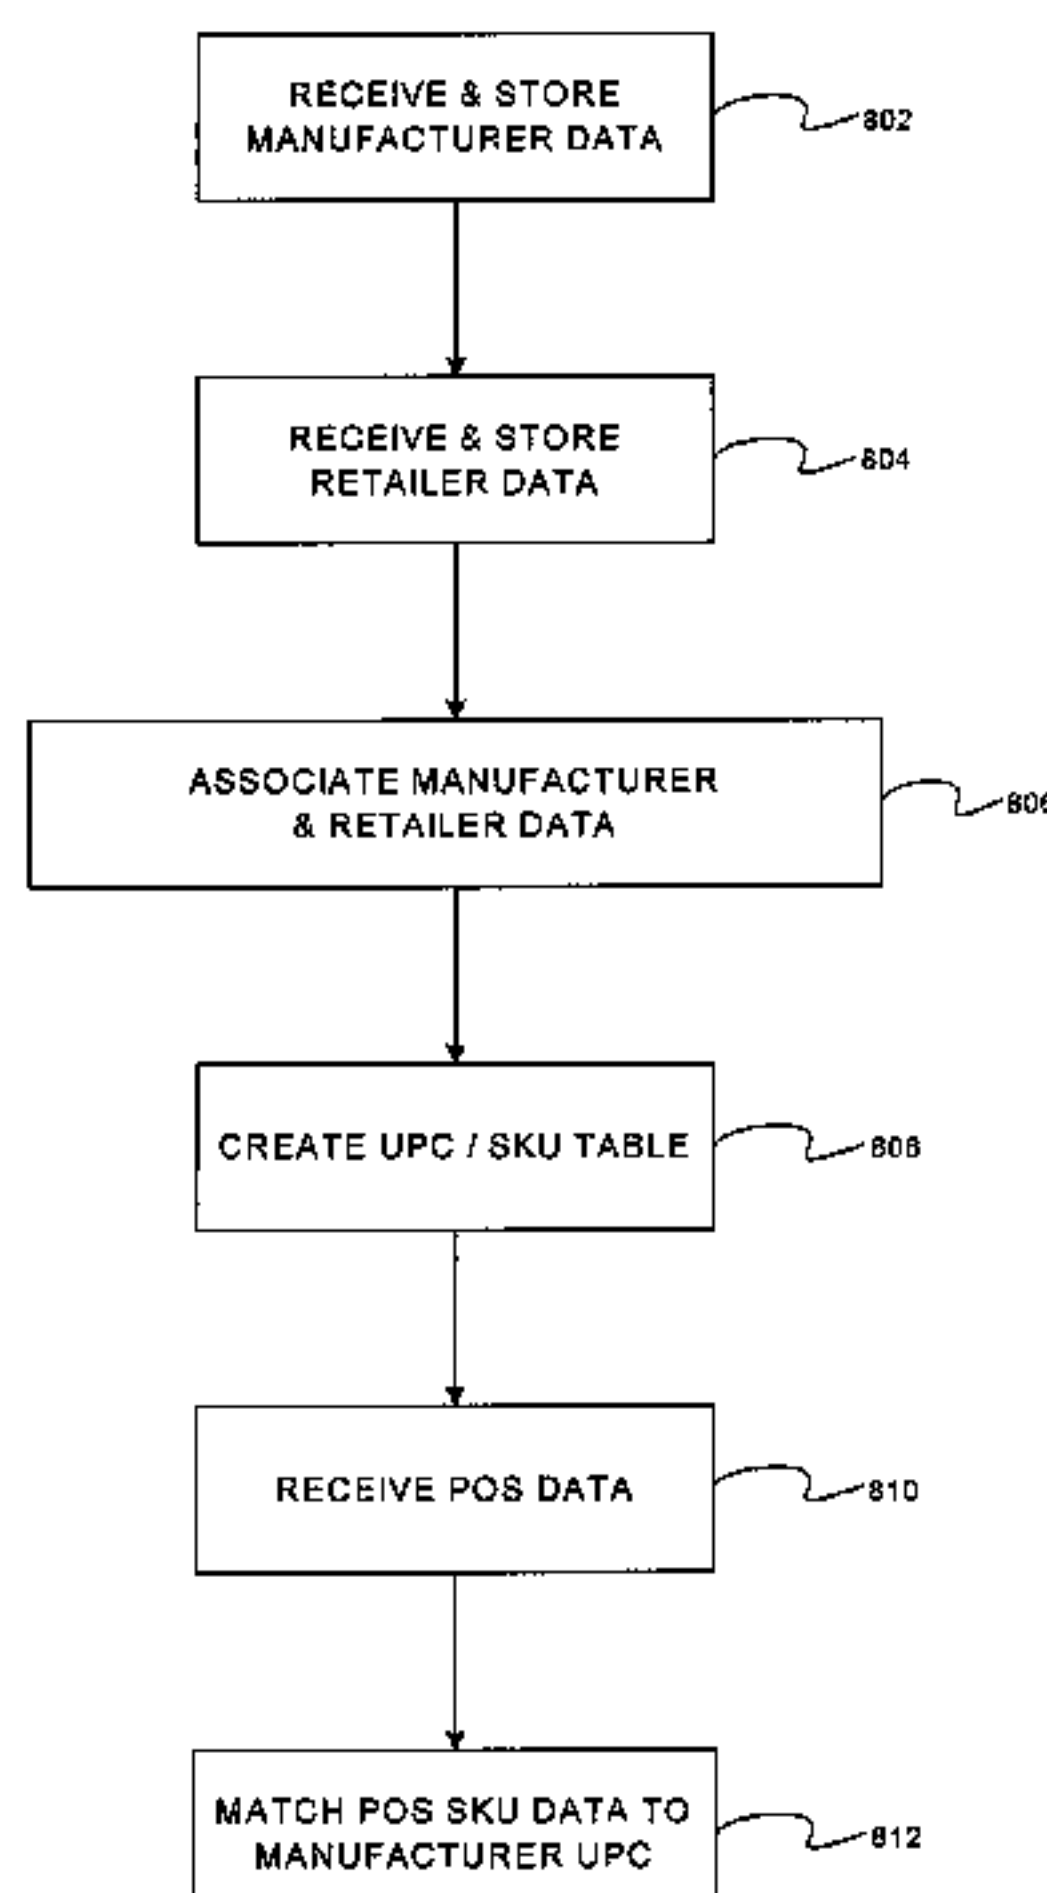 RECEIVE & STORE
MANUFACTURER DATA
802
RECEIVE & STORE
RETAILER DATA
804
ASSOCIATE MANUFACTURER
& RETAILER DATA
CREATE UPC / SKU TABLE
RECEIVE POS DATA
810
MATCH POS SKU DATA TO
MANUFACTURER UPC
812